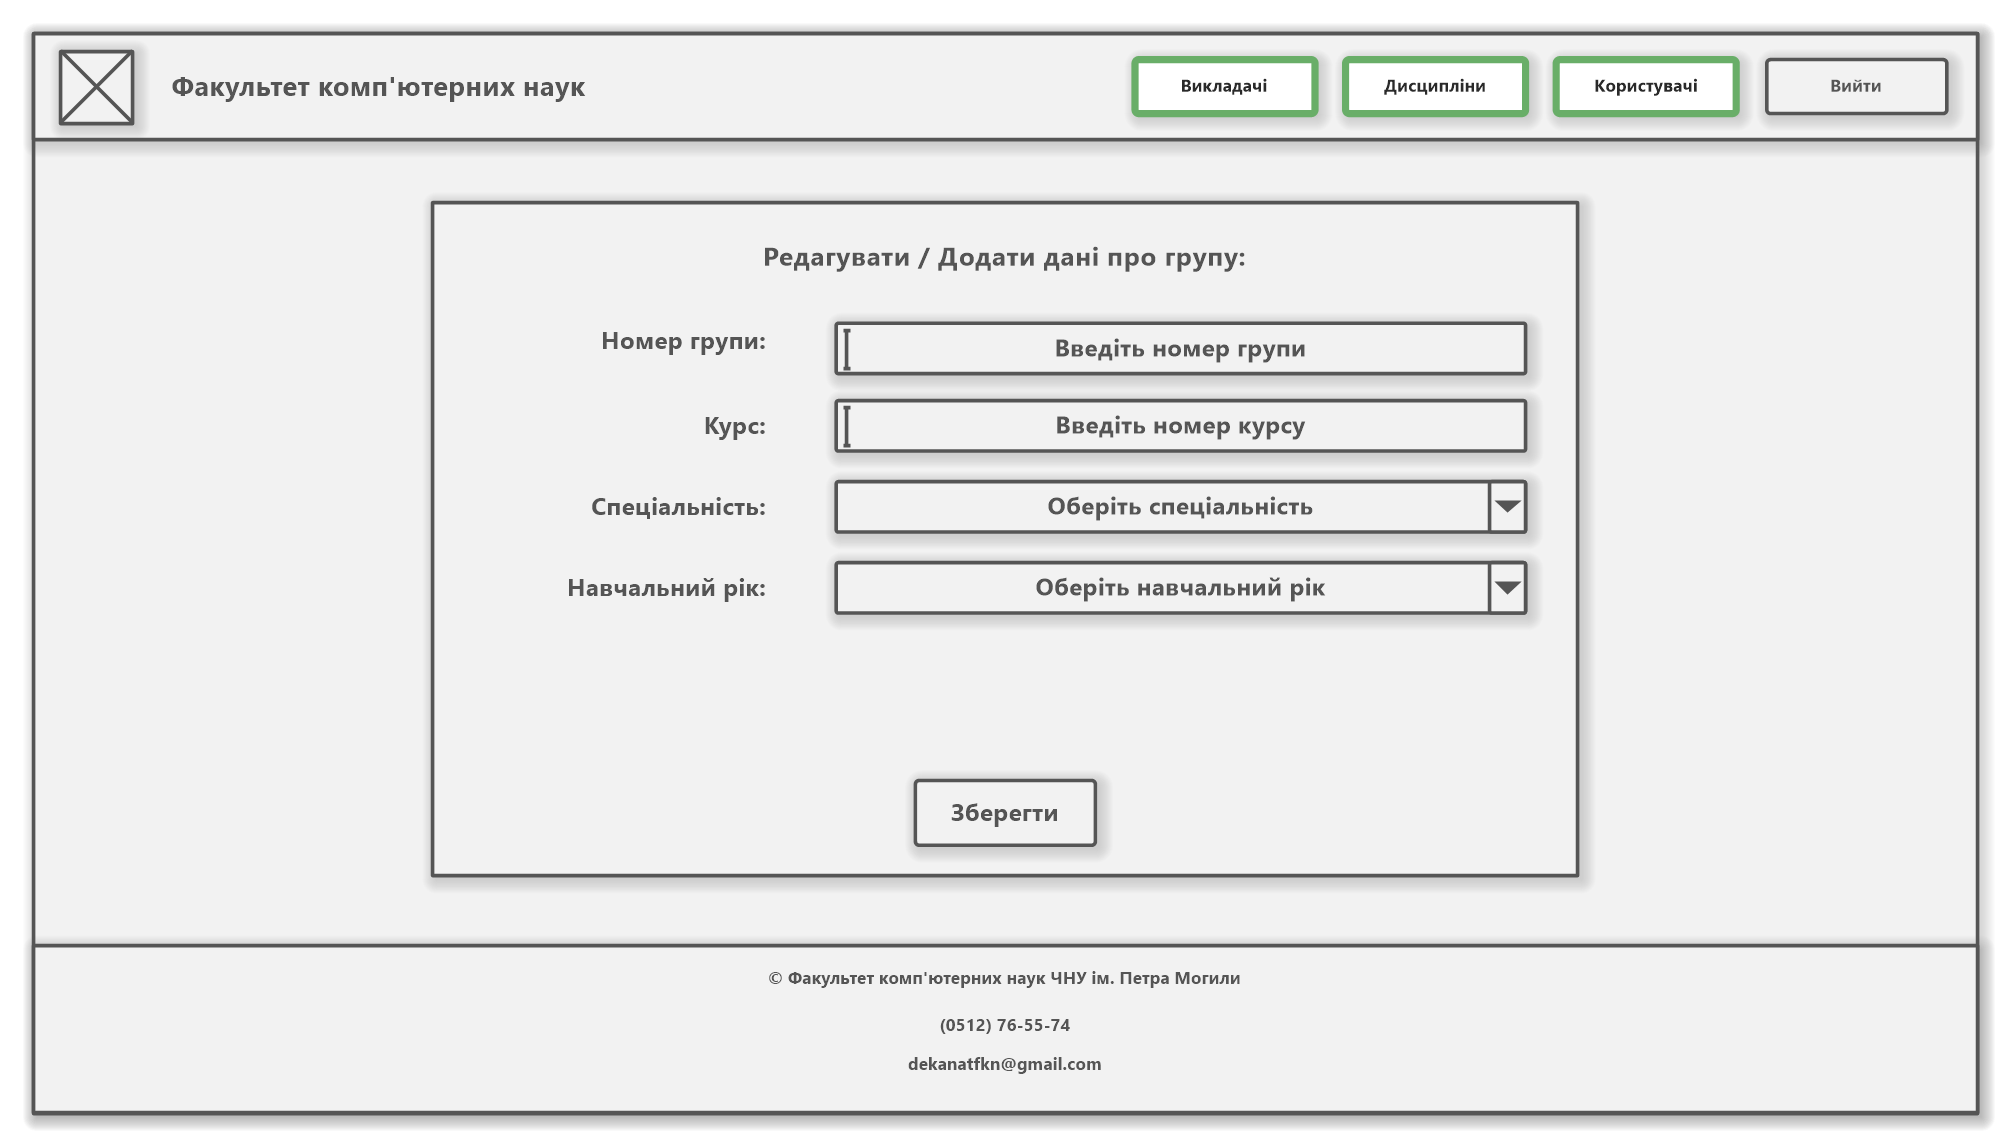 Факультет комп'ютерних наук
Викладачі
Дисципліни
Користувачі
Вийти
Редагувати / Додати дані про групу:
Номер групи:
Введіть номер групи
Курс:
Введіть номер курсу
Спеціальність:
Оберіть спеціальність
Навчальний рік:
Оберіть навчальний рік
Зберегти
© Факультет комп'ютерних наук ЧНУ ім. Петра Могили
(0512) 76-55-74
dekanatfkn@gmail.com